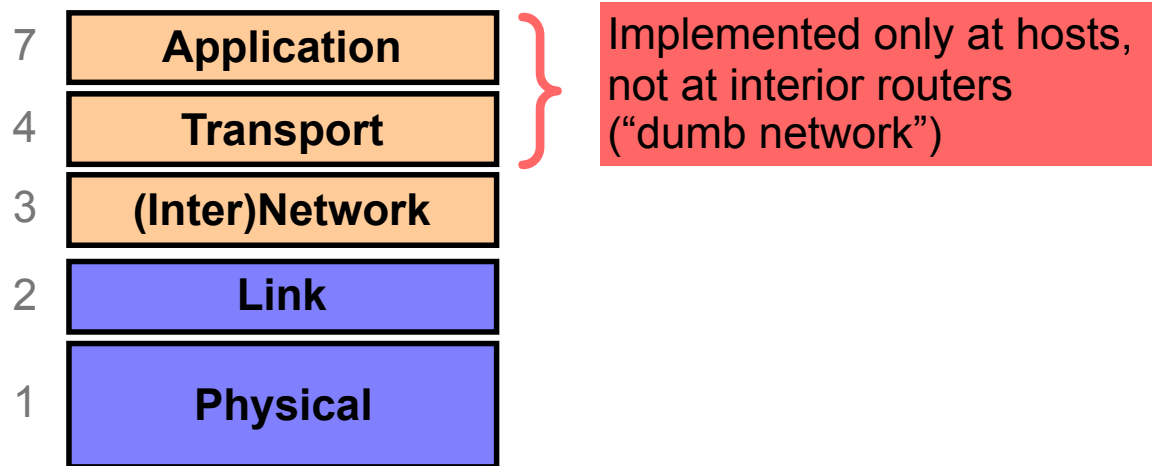 7 Application
4 Transport
3 (Inter)Network
2 Link
1 Physical
Implemented only at hosts,
not at interior routers
(“dumb network”)